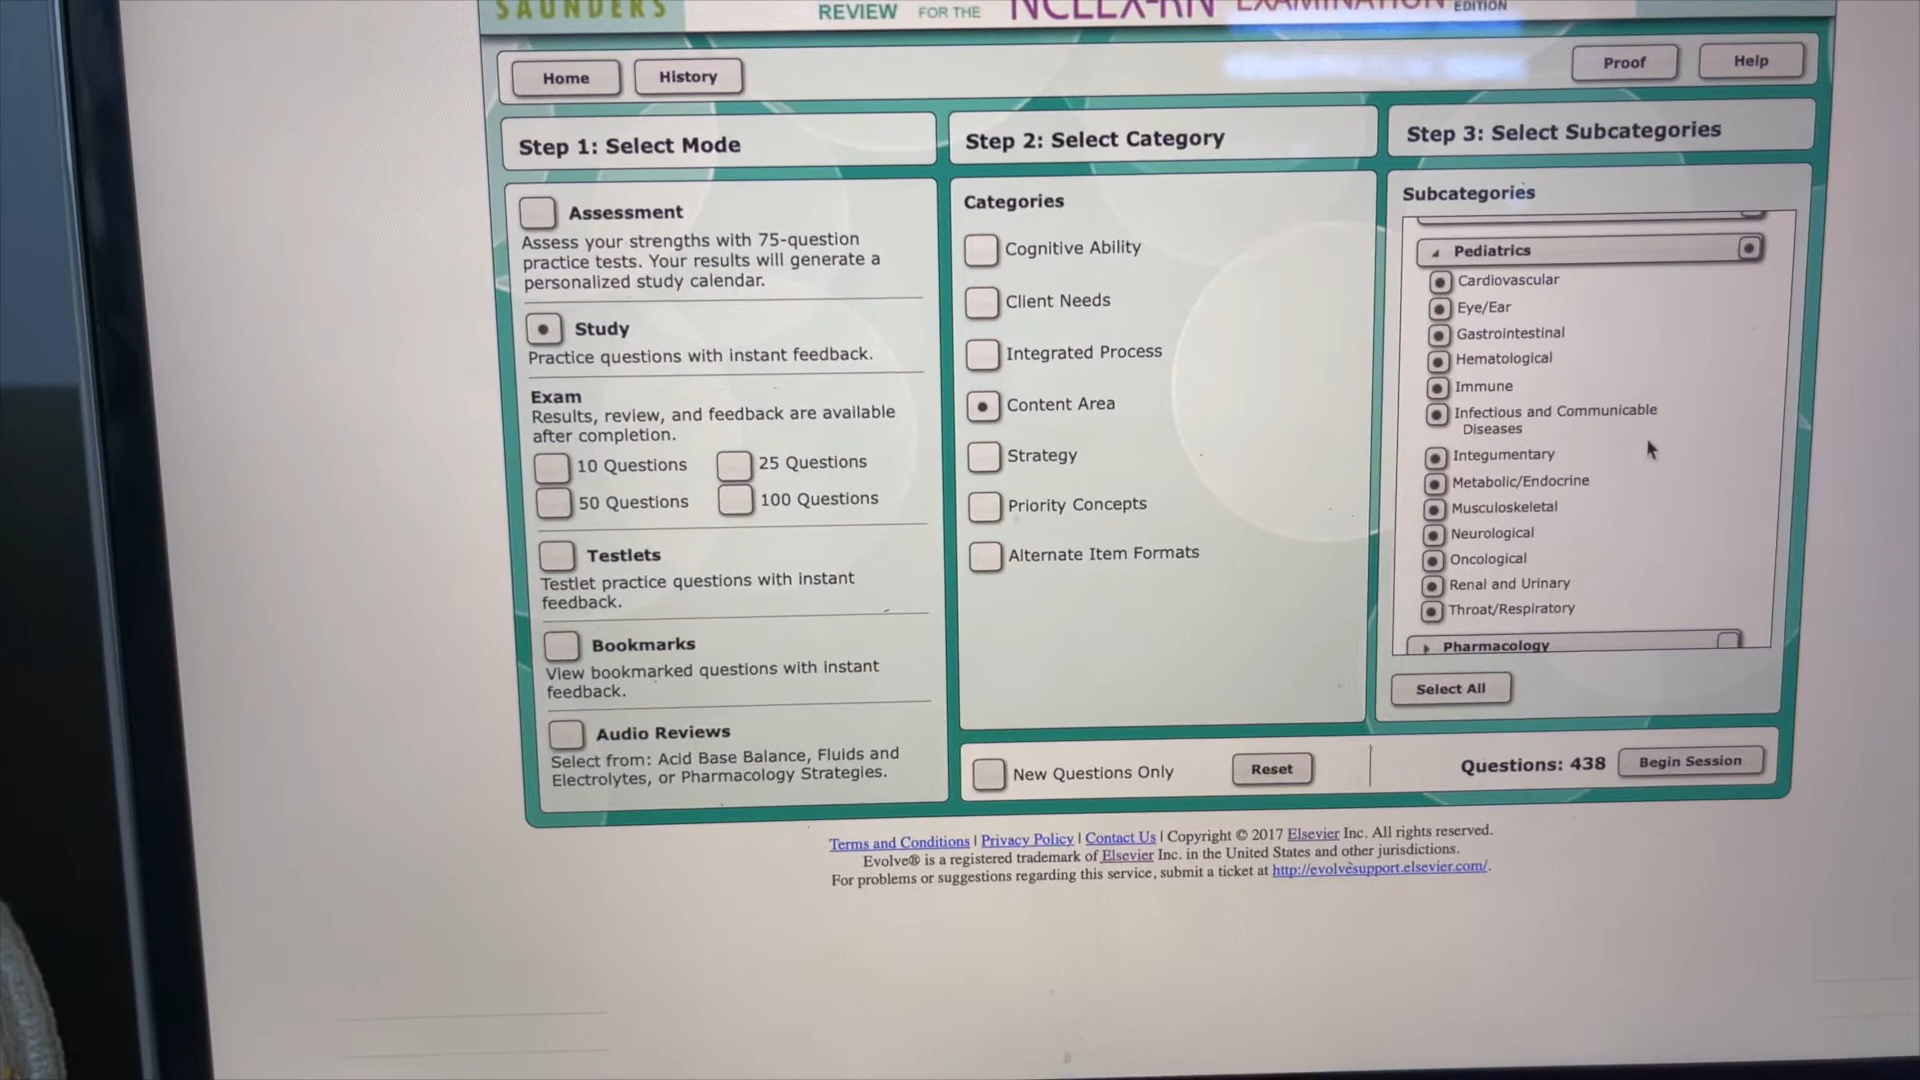 SAUNDERS
REVIEW FOR THE NCLEX-RN EXAMINATION EDITION
Home
History
Proof
Help
Step 1: Select Mode
Assessment
Assess your strengths with 75-question
practice tests. Your results will generate a
personalized study calendar.
Study
Practice questions with instant feedback.
Exam
Results, review, and feedback are available
after completion.
10 Questions
25 Questions
50 Questions
100 Questions
Testlets
Testlet practice questions with instant
feedback.
Bookmarks
View bookmarked questions with instant
feedback.
Audio Reviews
Select from: Acid Base Balance, Fluids and
Electrolytes, or Pharmacology Strategies.
Step 2: Select Category
Categories
Cognitive Ability
Client Needs
Integrated Process
Content Area
Strategy
Priority Concepts
Alternate Item Formats
New Questions Only
Reset
Step 3: Select Subcategories
Subcategories
Pediatrics
Cardiovascular
Eye/Ear
Gastrointestinal
Hematological
Immune
Infectious and Communicable
Diseases
Integumentary
Metabolic/Endocrine
Musculoskeletal
Neurological
Oncological
Renal and Urinary
Throat/Respiratory
Pharmacology
Select All
Questions: 438
Begin Session
Terms and Conditions | Privacy Policy | Contact Us | Copyright © 2017 Elsevier Inc. All rights reserved.
Evolve® is a registered trademark of Elsevier Inc. in the United States and other jurisdictions.
For problems or suggestions regarding this service, submit a ticket at http://evolvesupport.elsevier.com/.